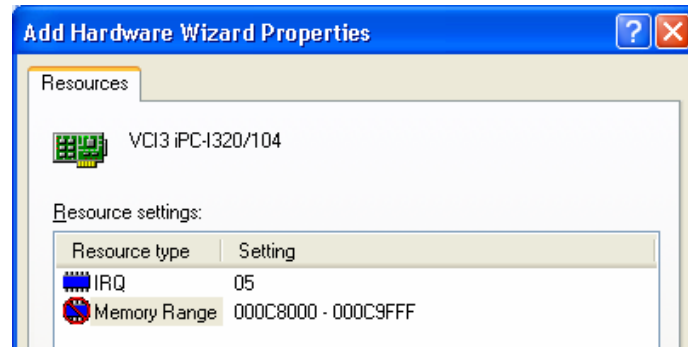 Add Hardware Wizard Properties
Resources
VCI3 iPC-I320/104
Resource settings:
Resource type Setting
IRQ 05
Memory Range 000C8000 - 000C9FFF